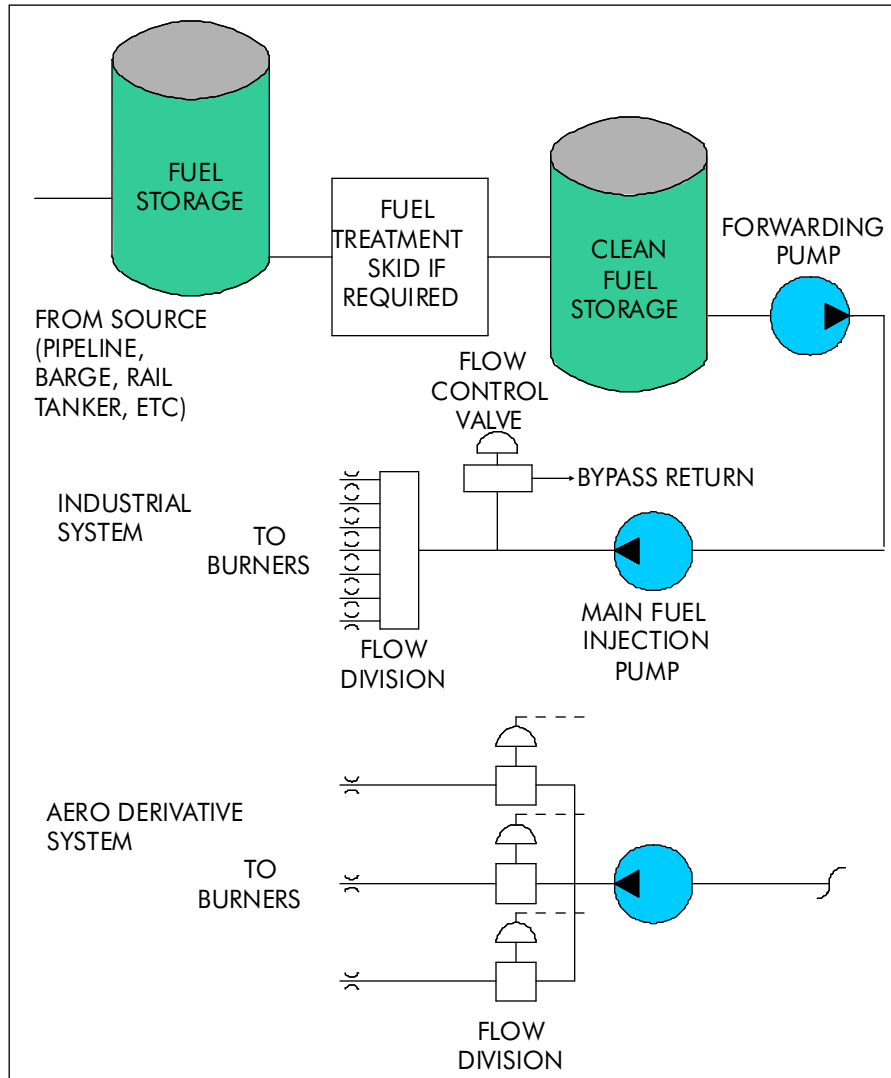 FUEL
STORAGE
FUEL
TREATMENT
SKID IF
REQUIRED
CLEAN
FUEL
STORAGE
FORWARDING
PUMP
FROM SOURCE
(PIPELINE,
BARGE, RAIL
TANKER, ETC)
FLOW
CONTROL
VALVE
BYPASS RETURN
INDUSTRIAL
SYSTEM
TO
BURNERS
FLOW
DIVISION
MAIN FUEL
INJECTION
PUMP
AERO DERIVATIVE
SYSTEM
TO
BURNERS
FLOW
DIVISION